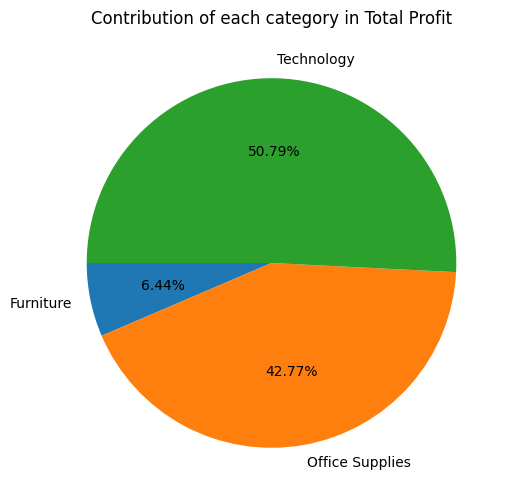 Contribution of each category in Total Profit
Technology
50.79%
6.44%
Furniture
42.77%
Office Supplies